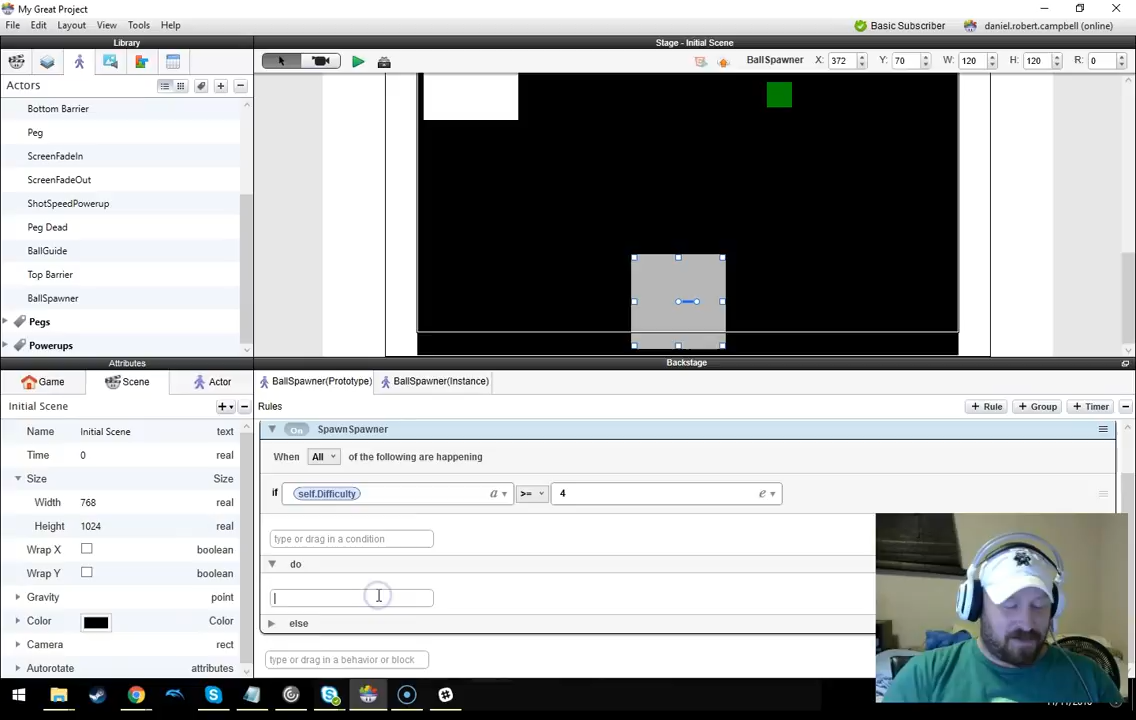 My Great Project
File Edit Layout View Tools Help
Basic Subscriber
daniel.robert.campbell (online)
Library
Stage - Initial Scene
BallSpawner X: 372 Y: 70 W: 120 H: 120 R: 0
Actors
Bottom Barrier
Peg
ScreenFadeIn
ScreenFadeOut
ShotSpeedPowerup
Peg Dead
BallGuide
Top Barrier
BallSpawner
Pegs
Powerups
Attributes
Backstage
Game Scene Actor
BallSpawner(Prototype) BallSpawner(Instance)
Initial Scene
Rules
+ Rule + Group + Timer
Name Initial Scene text
Time 0 real
Size Size
Width 768 real
Height 1024 real
Wrap X boolean
Wrap Y boolean
Gravity point
Color Color
Camera rect
Autorotate attributes
On SpawnSpawner
When All of the following are happening
if self.Difficulty a >= 4 e
type or drag in a condition
do
else
type or drag in a behavior or block